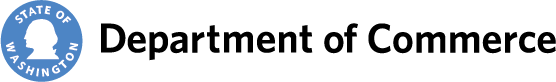 STATE OF
WASHINGTON
Department of Commerce